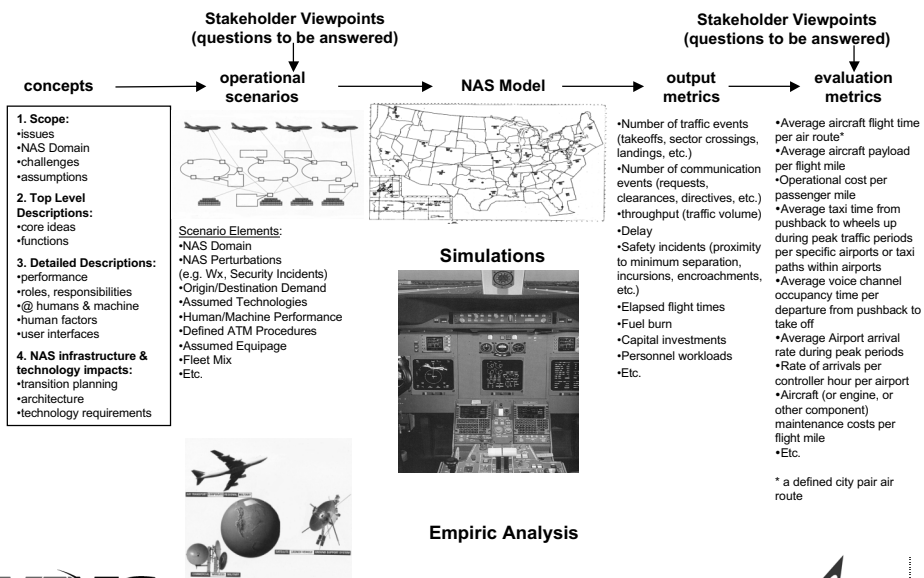 Stakeholder Viewpoints
(questions to be answered)
Stakeholder Viewpoints
(questions to be answered)
concepts
operational
scenarios
NAS Model
output
metrics
evaluation
metrics
1. Scope:
•issues
•NAS Domain
•challenges
•assumptions
2. Top Level
Descriptions:
•core ideas
•functions
3. Detailed Descriptions:
•performance
•roles, responsibilities
•@ humans & machine
•human factors
•user interfaces
4. NAS infrastructure &
technology impacts:
•transition planning
•architecture
•technology requirements
Scenario Elements:
•NAS Domain
•NAS Perturbations
(e.g. Wx, Security Incidents)
•Origin/Destination Demand
•Assumed Technologies
•Human/Machine Performance
•Defined ATM Procedures
•Assumed Equipage
•Fleet Mix
•Etc.
Simulations
Empiric Analysis
•Number of traffic events
(takeoffs, sector crossings,
landings, etc.)
•Number of communication
events (requests,
clearances, directives, etc.)
•throughput (traffic volume)
•Delay
•Safety incidents (proximity
to minimum separation,
incursions, encroachments,
etc.)
•Elapsed flight times
•Fuel burn
•Capital investments
•Personnel workloads
•Etc.
•Average aircraft flight time
per air route*
•Average aircraft payload
per flight mile
•Operational cost per
passenger mile
•Average taxi time from
pushback to wheels up
during peak traffic periods
per specific airports or taxi
paths within airports
•Average voice channel
occupancy time per
departure from pushback to
take off
•Average Airport arrival
rate during peak periods
•Rate of arrivals per
controller hour per airport
•Aircraft (or engine, or
other component)
maintenance costs per
flight mile
•Etc.
* a defined city pair air
route